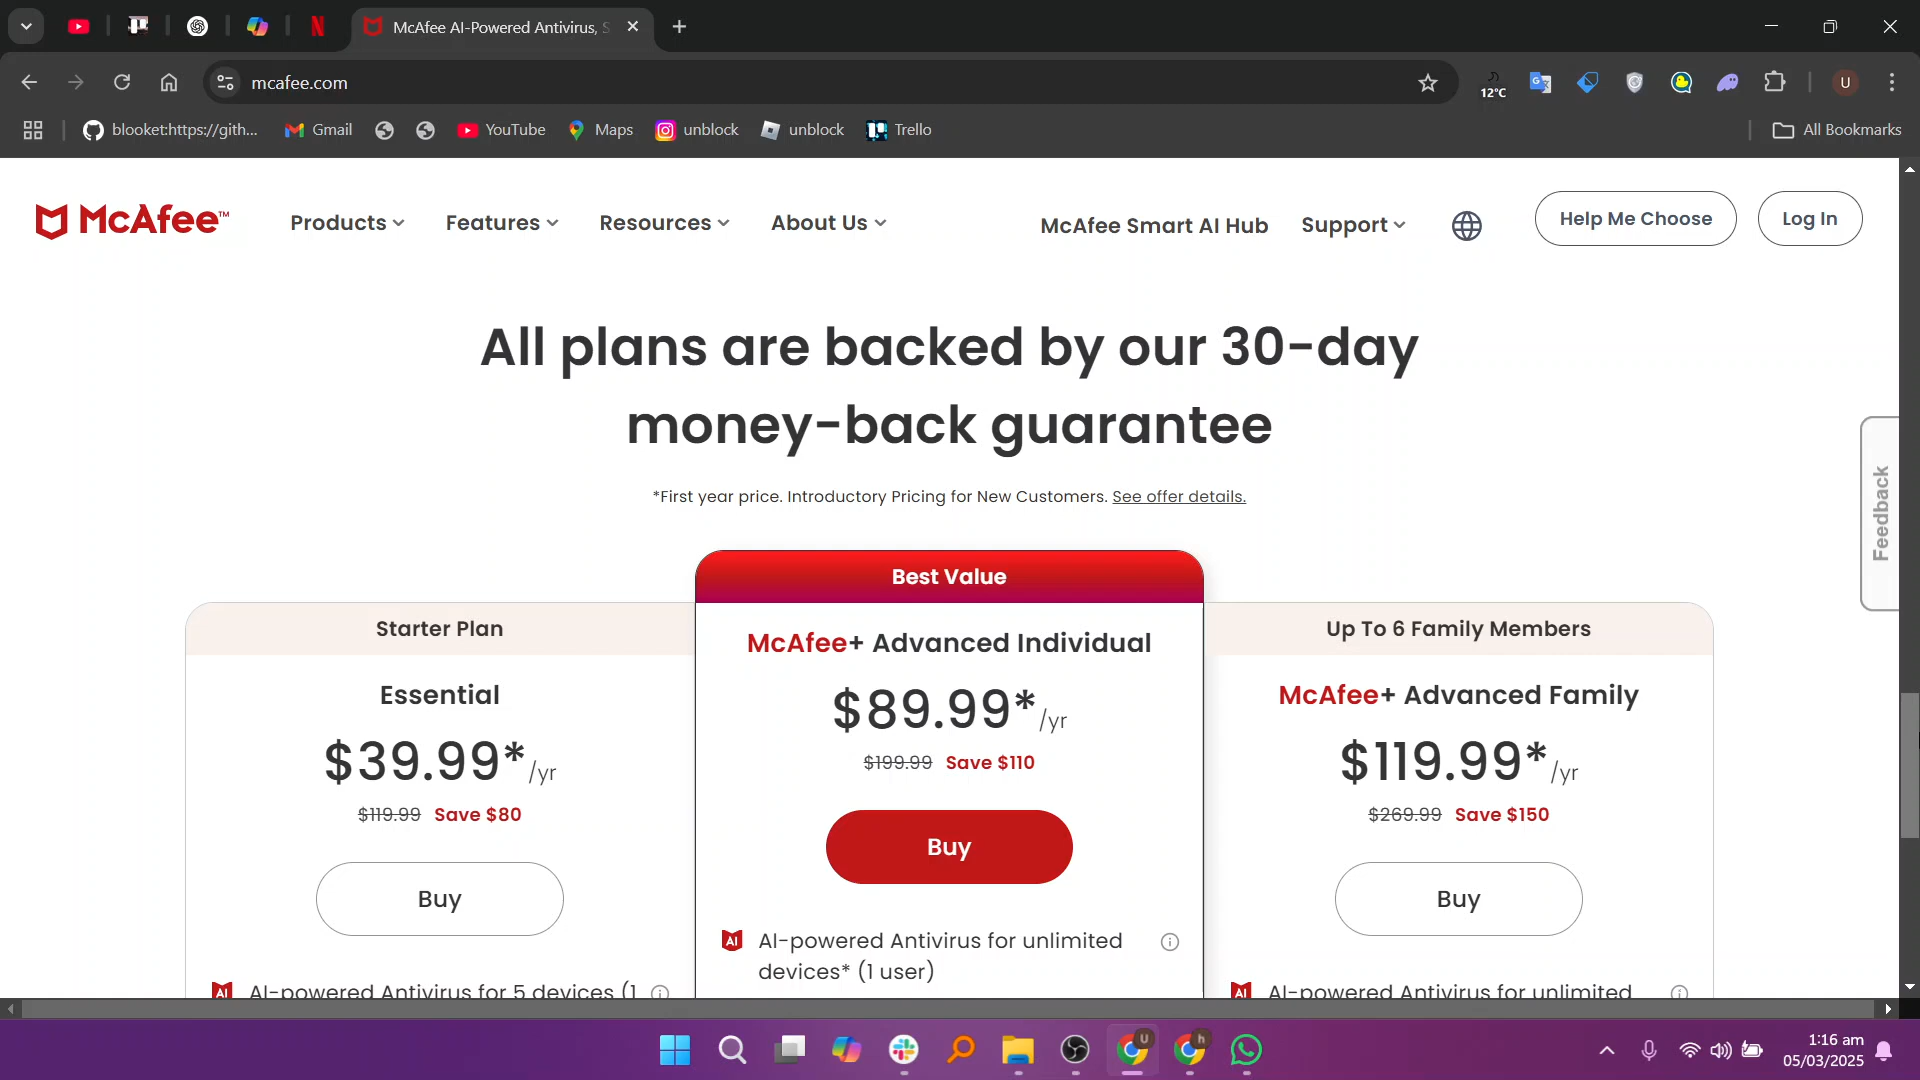 McAfee AI-Powered Antivirus, S
mcafee.com
12°C
U
blooket:https://gith...
Gmail
YouTube
Maps
unblock
unblock
Trello
All Bookmarks
McAfee™
Products
Features
Resources
About Us
McAfee Smart AI Hub
Support
Help Me Choose
Log In
All plans are backed by our 30-day
money-back guarantee
*First year price. Introductory Pricing for New Customers. See offer details.
Feedback
Starter Plan
Essential
$39.99*/yr
$119.99 Save $80
Buy
AI AI-powered Antivirus for 5 devices (1
Best Value
McAfee+ Advanced Individual
$89.99*/yr
$199.99 Save $110
Buy
AI AI-powered Antivirus for unlimited
devices* (1 user)
Up To 6 Family Members
McAfee+ Advanced Family
$119.99*/yr
$269.99 Save $150
Buy
AI AI-powered Antivirus for unlimited
U
h
1:16 am
05/03/2025